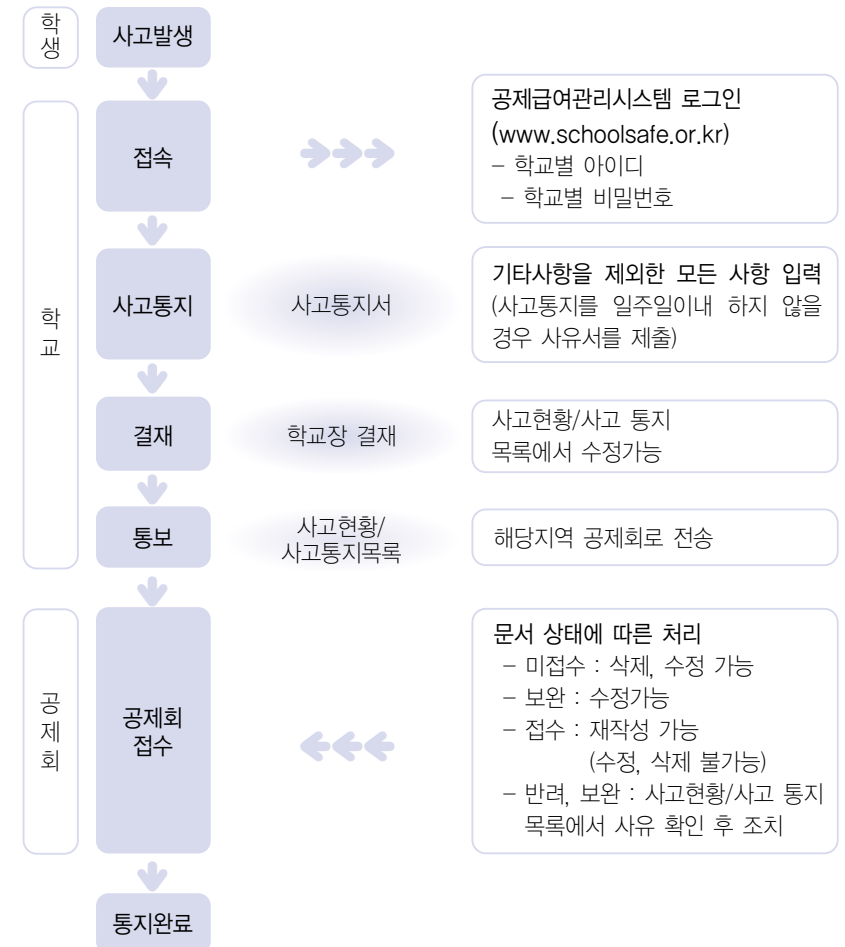 학생
사고발생
학교
접속
공제급여관리시스템 로그인
(www.schoolsafe.or.kr)
- 학교별 아이디
- 학교별 비밀번호
사고통지
사고통지서
기타사항을 제외한 모든 사항 입력
(사고통지를 일주일이내 하지 않을
경우 사유서를 제출)
결재
학교장 결재
사고현황/사고 통지
목록에서 수정가능
통보
사고현황/
사고통지목록
해당지역 공제회로 전송
공제회
공제회
접수
문서 상태에 따른 처리
- 미접수 : 삭제, 수정 가능
- 보완 : 수정가능
- 접수 : 재작성 가능
(수정, 삭제 불가능)
- 반려, 보완 : 사고현황/사고 통지
목록에서 사유 확인 후 조치
통지완료